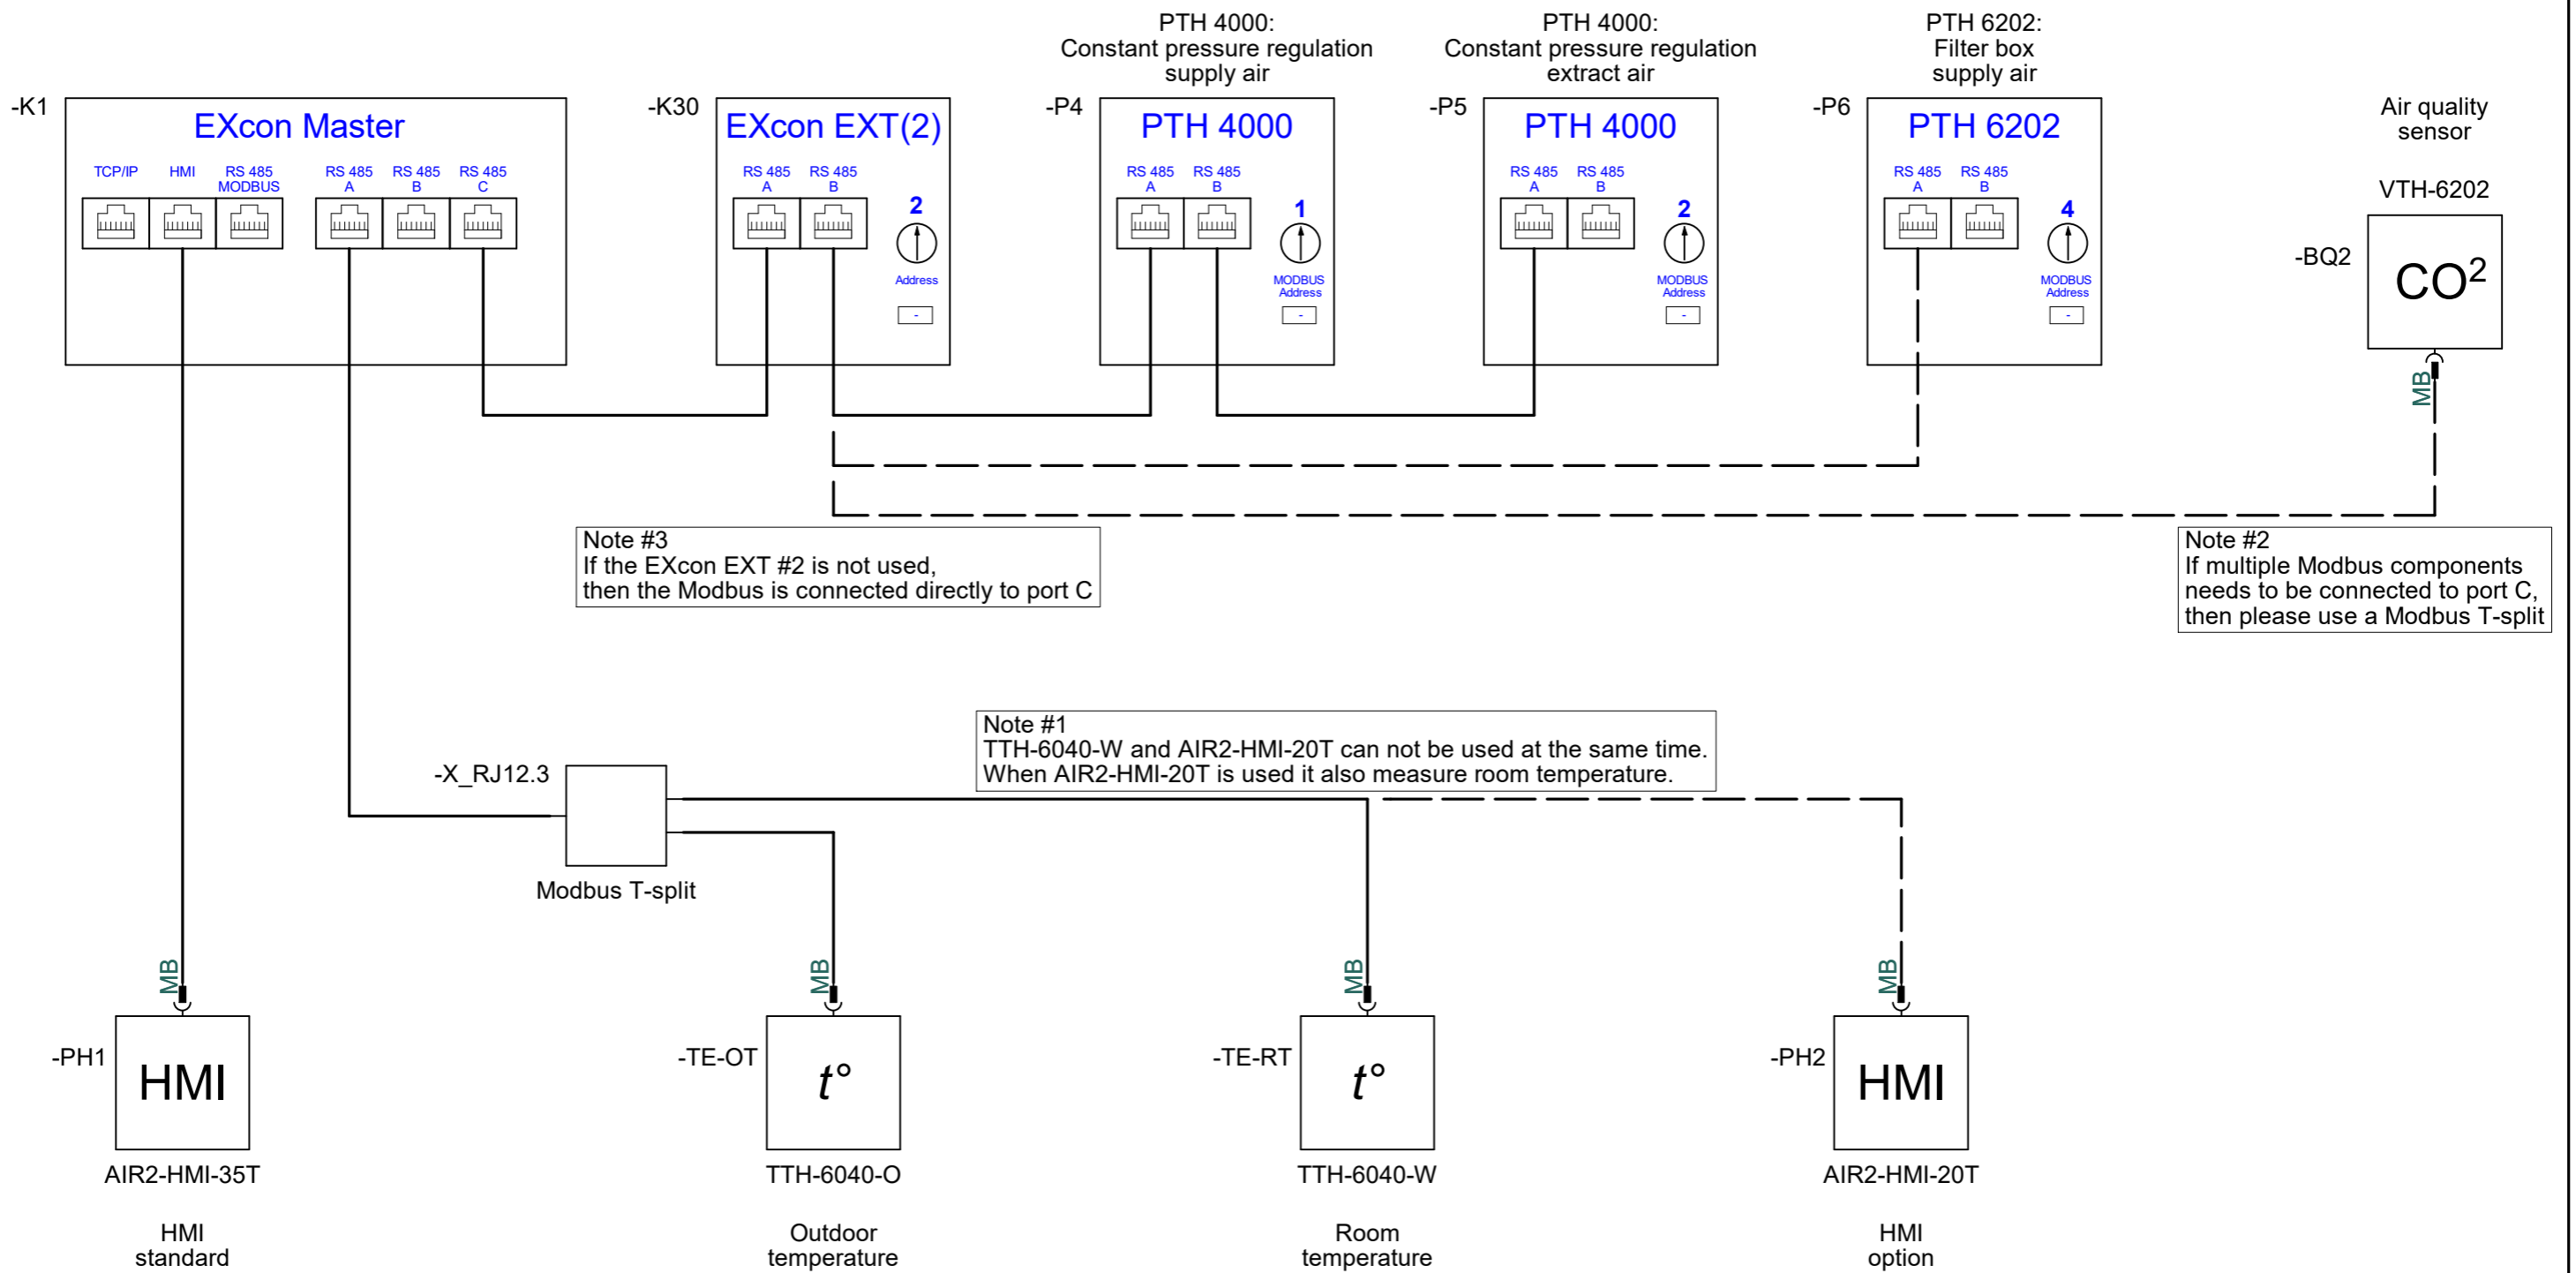 PTH 4000:
Constant pressure regulation
supply air
PTH 4000:
Constant pressure regulation
extract air
PTH 6202:
Filter box
supply air
-K1
EXcon Master
TCP/IP
HMI
RS 485
MODBUS
RS 485
A
RS 485
B
RS 485
C
-K30
EXcon EXT(2)
RS 485
A
RS 485
B
2
Address
-
-P4
PTH 4000
RS 485
A
RS 485
B
1
MODBUS
Address
-
-P5
PTH 4000
RS 485
A
RS 485
B
2
MODBUS
Address
-
-P6
PTH 6202
RS 485
A
RS 485
B
4
MODBUS
Address
-
Air quality
sensor
VTH-6202
-BQ2
CO²
MB
Note #3
If the EXcon EXT #2 is not used,
then the Modbus is connected directly to port C
Note #2
If multiple Modbus components
needs to be connected to port C,
then please use a Modbus T-split
Note #1
TTH-6040-W and AIR2-HMI-20T can not be used at the same time.
When AIR2-HMI-20T is used it also measure room temperature.
-X_RJ12.3
Modbus T-split
MB
-PH1
HMI
AIR2-HMI-35T
HMI
standard
MB
-TE-OT
t°
TTH-6040-O
Outdoor
temperature
MB
-TE-RT
t°
TTH-6040-W
Room
temperature
MB
-PH2
HMI
AIR2-HMI-20T
HMI
option